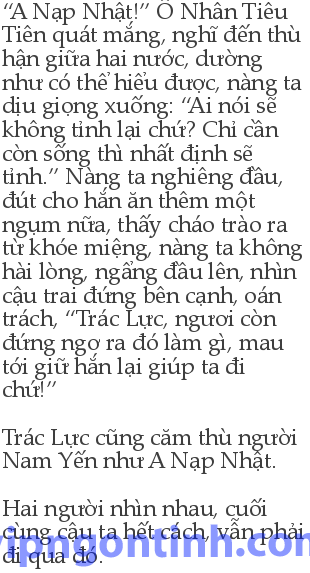 “A Nạp Nhật!” Ô Nhân Tiêu
Tiên quát mắng, nghĩ đến thù
hận giữa hai nước, dường
như có thể hiểu được, nàng ta
dịu giọng xuống: “Ai nói sẽ
không tỉnh lại chứ? Chỉ cần
còn sống thì nhất định sẽ
tỉnh.” Nàng ta nghiêng đầu,
đút cho hắn ăn thêm một
ngụm nữa, thấy cháo trào ra
từ khóe miệng, nàng ta không
hài lòng, ngẩng đầu lên, nhìn
cậu trai đứng bên cạnh, oán
trách, “Trác Lực, ngươi còn
đứng ngơ ra đó làm gì, mau
tới giữ hắn lại giúp ta đi
chứ!”
Trác Lực cũng căm thù người
Nam Yến như A Nạp Nhật.
Hai người nhìn nhau, cuối
cùng cậu ta hết cách, vẫn phải
đi qua đó.
vipngontinh.com